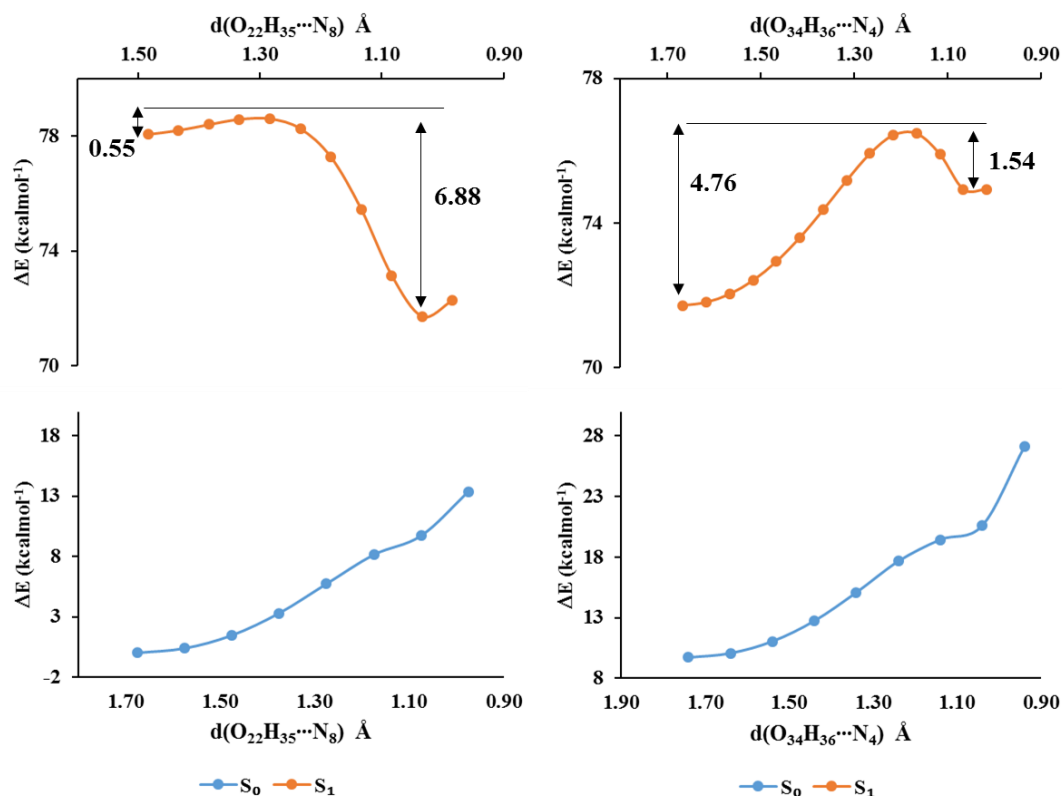 d(O₂₂H₃₅···N₈) Å
1.50 1.30 1.10 0.90
78
74
70
ΔE (kcalmol⁻¹)
0.55
6.88
d(O₃₄H₃₆···N₄) Å
1.70 1.50 1.30 1.10 0.90
78
74
70
ΔE (kcalmol⁻¹)
4.76
1.54
18
13
8
3
-2
ΔE (kcalmol⁻¹)
1.70 1.50 1.30 1.10 0.90
d(O₂₂H₃₅···N₈) Å
S₀ S₁
28
23
18
13
8
ΔE (kcalmol⁻¹)
1.90 1.70 1.50 1.30 1.10 0.90
d(O₃₄H₃₆···N₄) Å
S₀ S₁